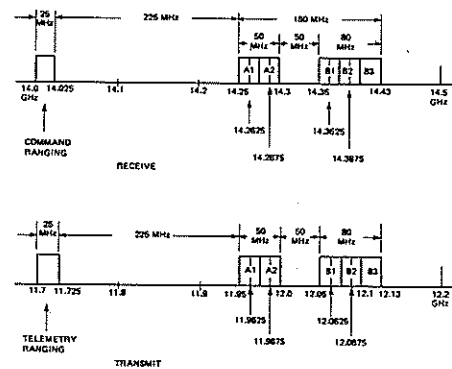 25 MHz 225 MHz 180 MHz
50 MHz 50 MHz 80 MHz
A1 A2 B1 B2 B3
14.0 GHz 14.025 14.1 14.2 14.25 14.3 14.35 14.43 14.5 GHz
14.2625 14.3625
14.2875 14.3875
COMMAND RANGING
RECEIVE
25 MHz 225 MHz 50 MHz 50 MHz 80 MHz
A1 A2 B1 B2 B3
11.7 11.725 11.8 11.9 11.95 12.0 12.05 12.1 12.13 12.2 GHz
11.9625 12.0625
11.9875 12.0875
TELEMETRY RANGING
TRANSMIT